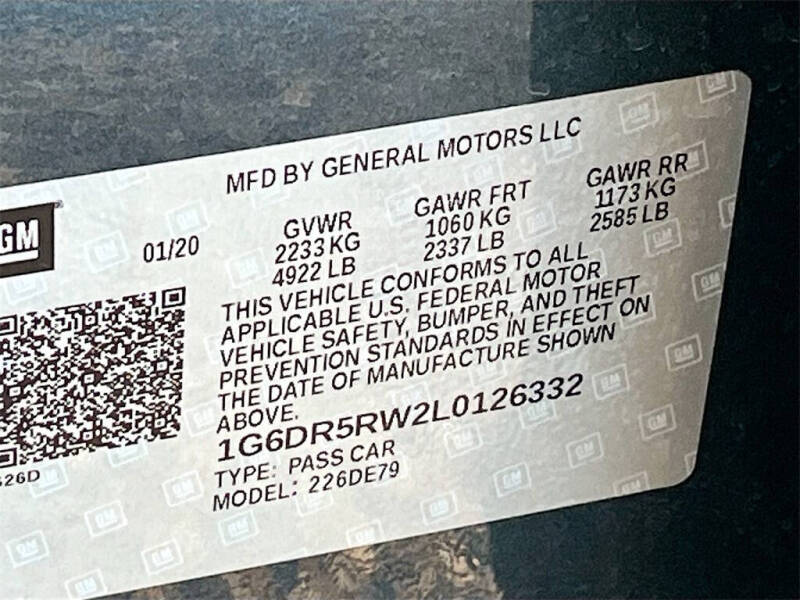 MFD BY GENERAL MOTORS LLC
GM
01/20
GVWR
2233 KG
4922 LB
GAWR FRT
1060 KG
2337 LB
GAWR RR
1173 KG
2585 LB
THIS VEHICLE CONFORMS TO ALL
APPLICABLE U.S. FEDERAL MOTOR
VEHICLE SAFETY, BUMPER, AND THEFT
PREVENTION STANDARDS IN EFFECT ON
THE DATE OF MANUFACTURE SHOWN
ABOVE.
1G6DR5RW2L0126332
TYPE: PASS CAR
MODEL: 226DE79
26D